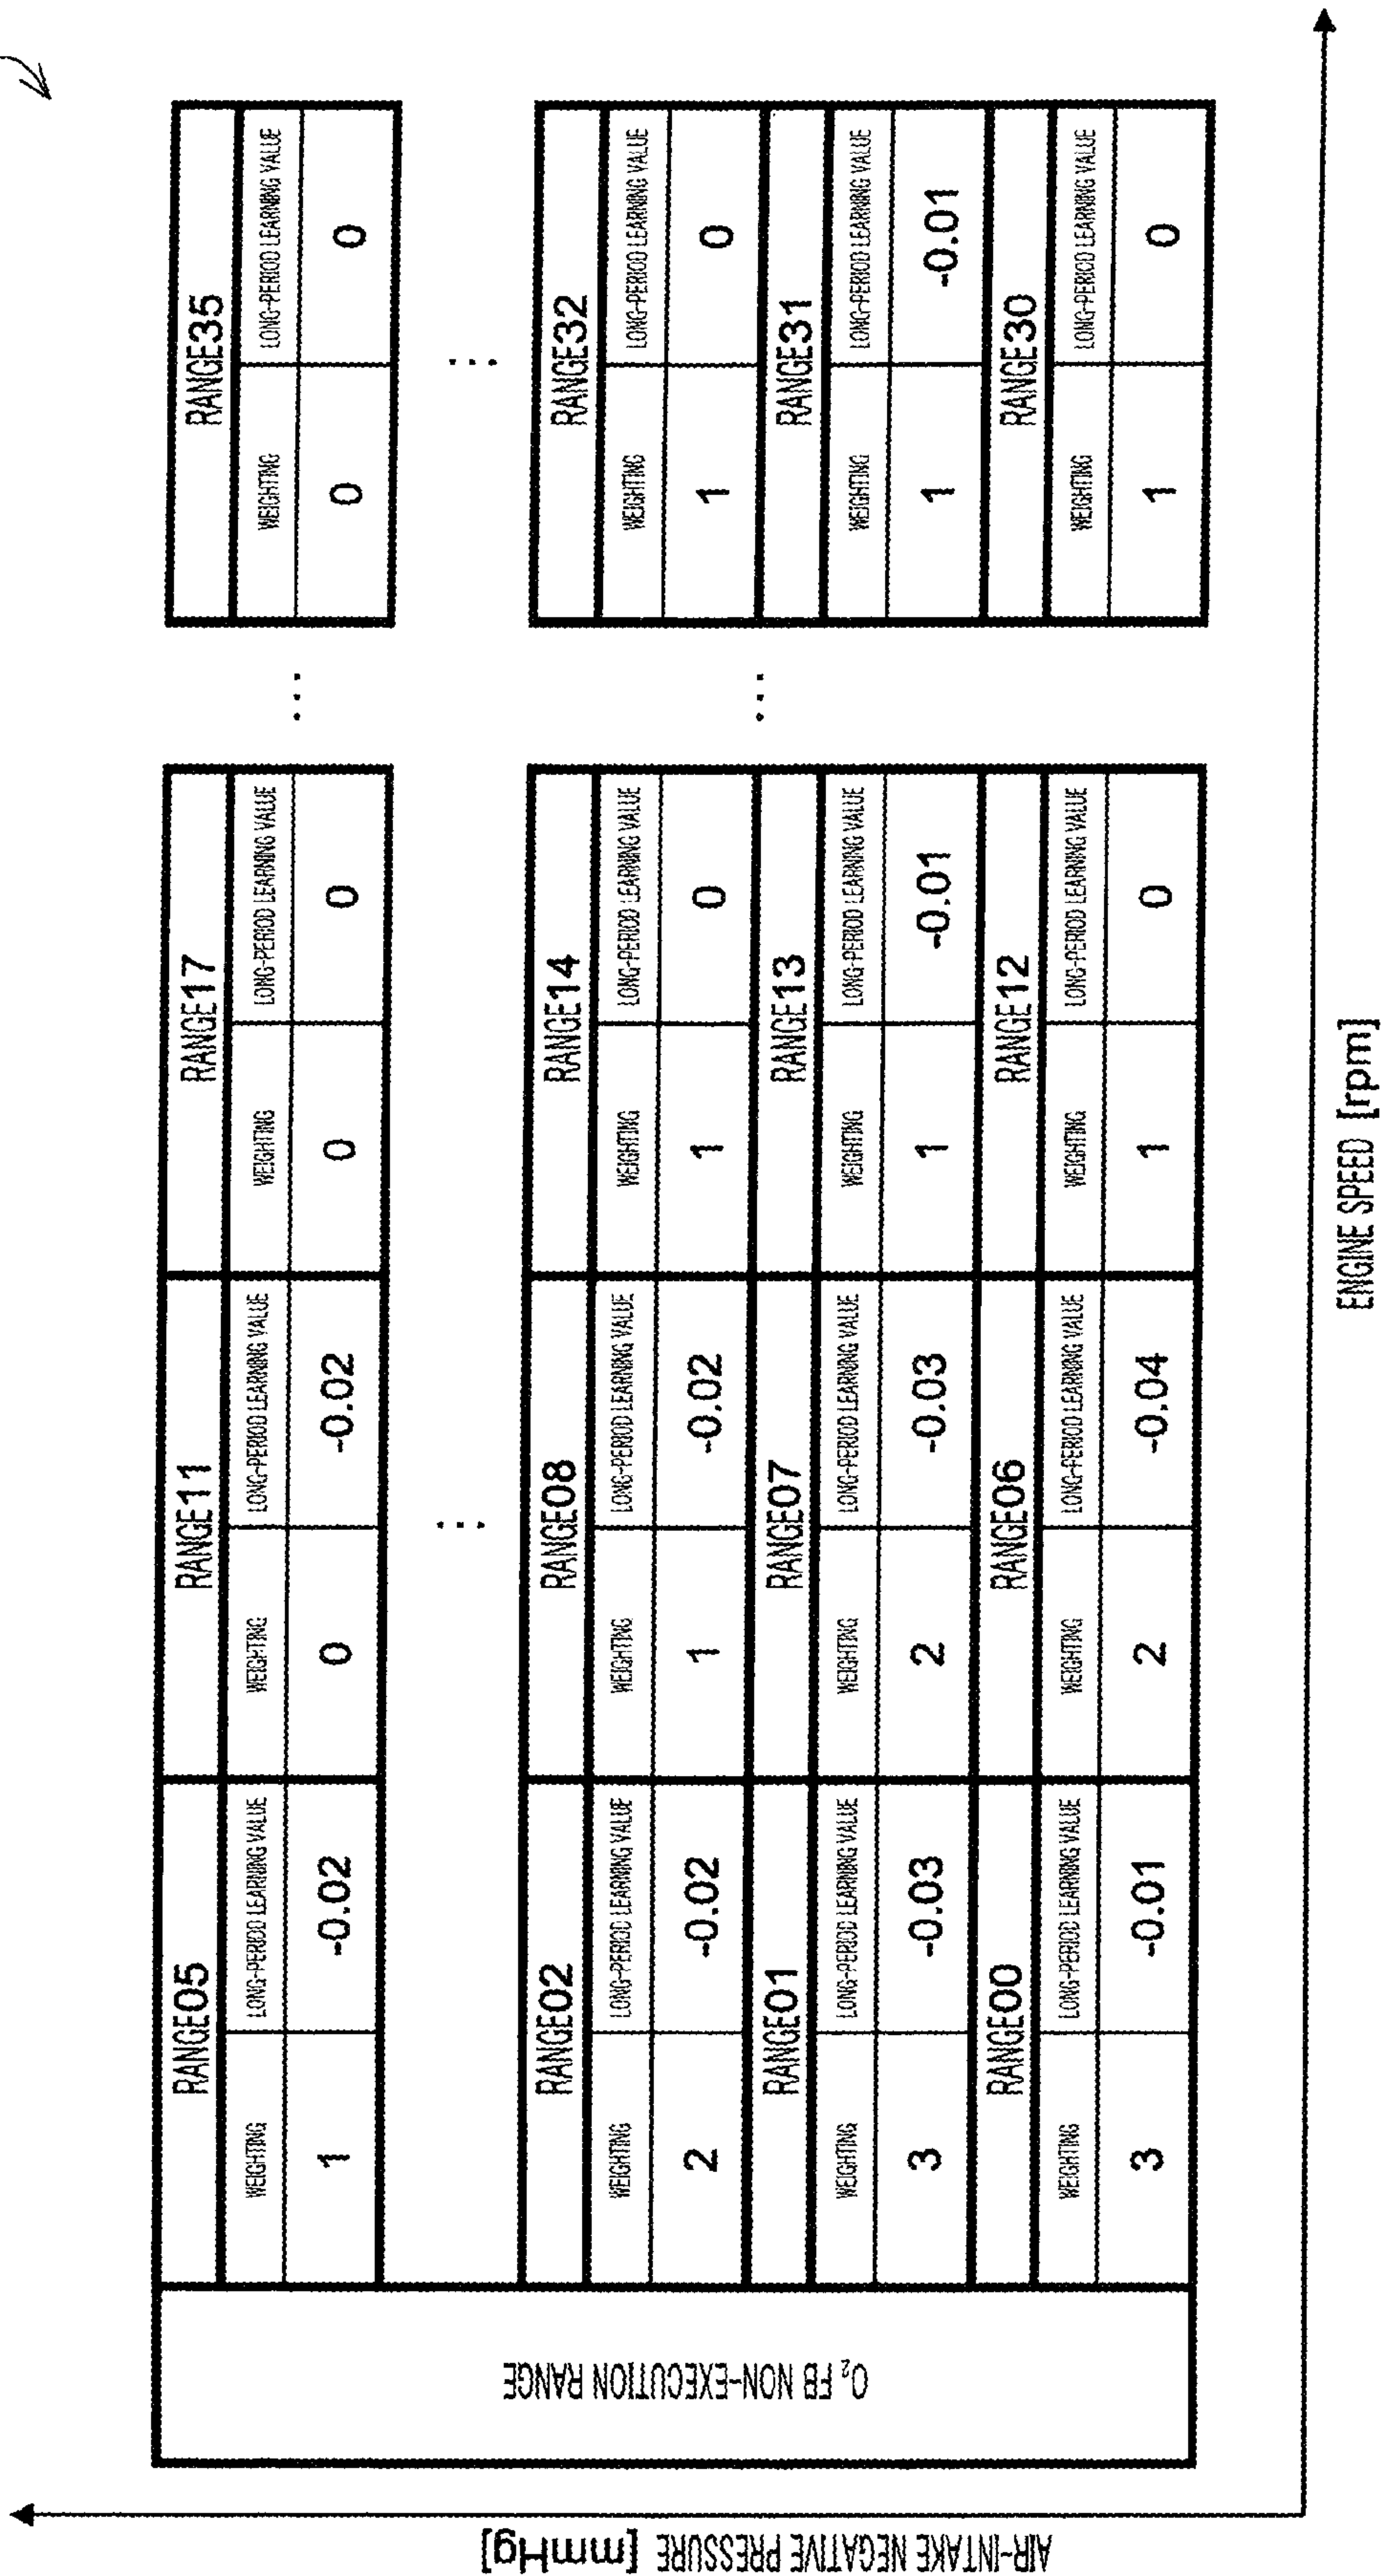 RANGE05 RANGE11 RANGE17 RANGE35
WEIGHTING LONG-PERIOD LEARNING VALUE WEIGHTING LONG-PERIOD LEARNING VALUE WEIGHTING LONG-PERIOD LEARNING VALUE WEIGHTING LONG-PERIOD LEARNING VALUE
1 -0.02 0 -0.02 0 0 ... 0 0
... ...
RANGE02 RANGE08 RANGE14 RANGE32
WEIGHTING LONG-PERIOD LEARNING VALUE WEIGHTING LONG-PERIOD LEARNING VALUE WEIGHTING LONG-PERIOD LEARNING VALUE WEIGHTING LONG-PERIOD LEARNING VALUE
2 -0.02 1 -0.02 1 0 1 0
RANGE01 RANGE07 RANGE13 ... RANGE31
WEIGHTING LONG-PERIOD LEARNING VALUE WEIGHTING LONG-PERIOD LEARNING VALUE WEIGHTING LONG-PERIOD LEARNING VALUE WEIGHTING LONG-PERIOD LEARNING VALUE
3 -0.03 2 -0.03 1 -0.01 1 -0.01
RANGE00 RANGE06 RANGE12 RANGE30
WEIGHTING LONG-PERIOD LEARNING VALUE WEIGHTING LONG-PERIOD LEARNING VALUE WEIGHTING LONG-PERIOD LEARNING VALUE WEIGHTING LONG-PERIOD LEARNING VALUE
3 -0.01 2 -0.04 1 0 1 0
O₂ FB NON-EXECUTION RANGE
AIR-INTAKE NEGATIVE PRESSURE [mmHg]
ENGINE SPEED [rpm]